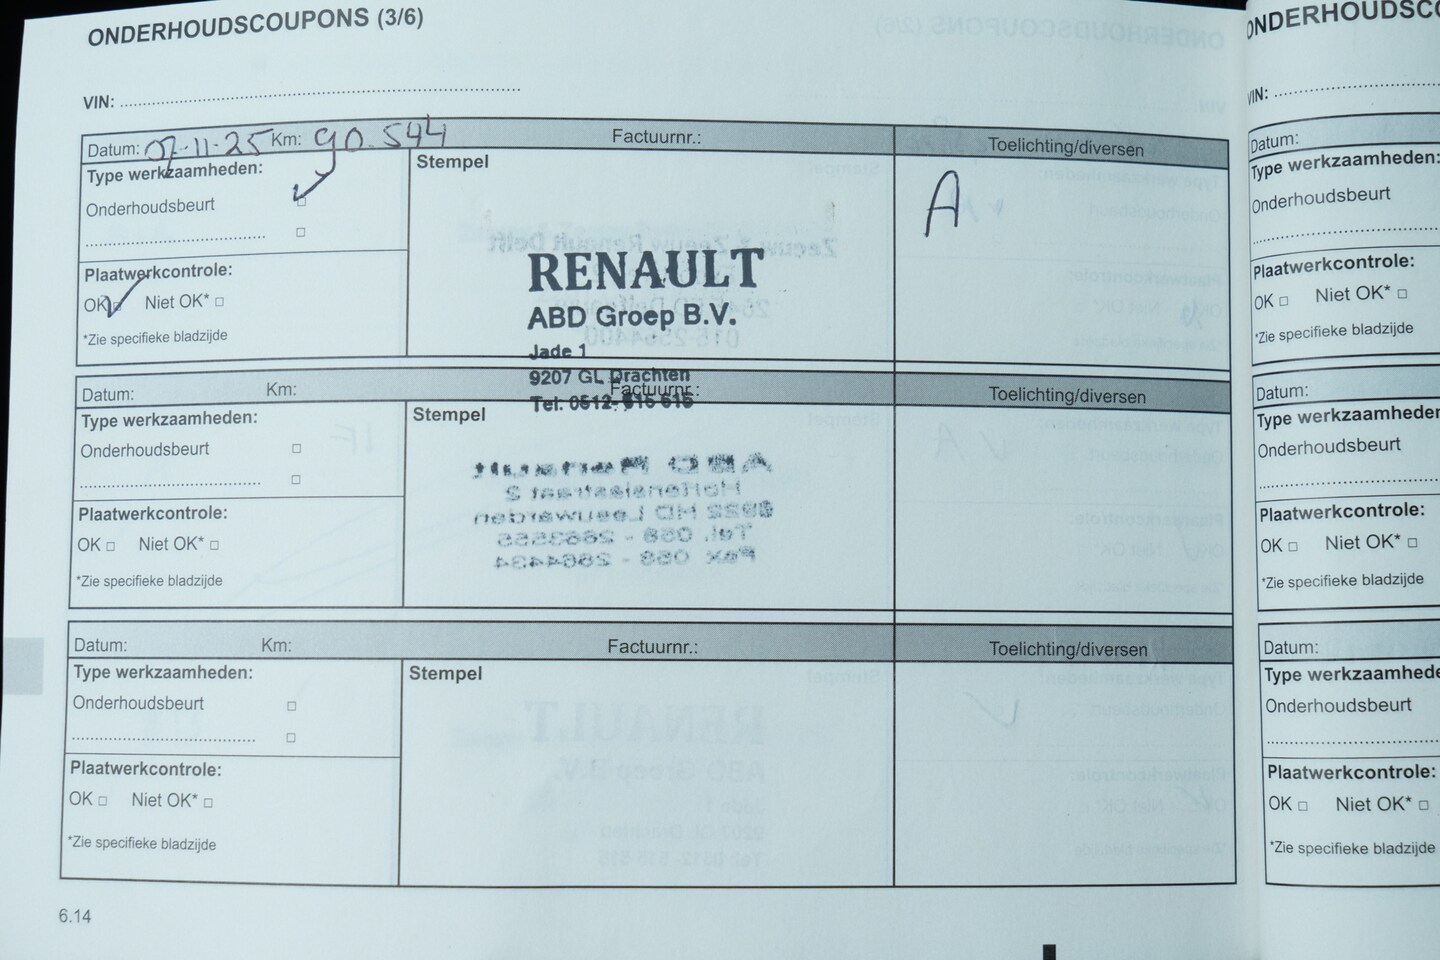 ONDERHOUDSCOUPONS (3/6)
VIN:
Datum: 07-11-25 Km: 90.544 Factuurnr.: Toelichting/diversen
Type werkzaamheden:
Stempel
A
Onderhoudsbeurt
Plaatwerkcontrole:
OK Niet OK*
*Zie specifieke bladzijde
RENAULT
ABD Groep B.V.
Jade 1
9207 GL Drachten
Tel: 0512- 515 615
Datum: Km: Factuurnr.: Toelichting/diversen
Type werkzaamheden:
Stempel
Onderhoudsbeurt
Plaatwerkcontrole:
OK Niet OK*
*Zie specifieke bladzijde
Datum: Km: Factuurnr.: Toelichting/diversen
Type werkzaamheden:
Stempel
Onderhoudsbeurt
Plaatwerkcontrole:
OK Niet OK*
*Zie specifieke bladzijde
6.14
VIN:
Datum:
Type werkzaamheden:
Onderhoudsbeurt
Plaatwerkcontrole:
OK Niet OK*
*Zie specifieke bladzijde
Datum:
Type werkzaamheden
Onderhoudsbeurt
Plaatwerkcontrole:
OK Niet OK*
*Zie specifieke bladzijde
Datum:
Type werkzaamhede
Onderhoudsbeurt
Plaatwerkcontrole:
OK Niet OK*
*Zie specifieke bladzijde